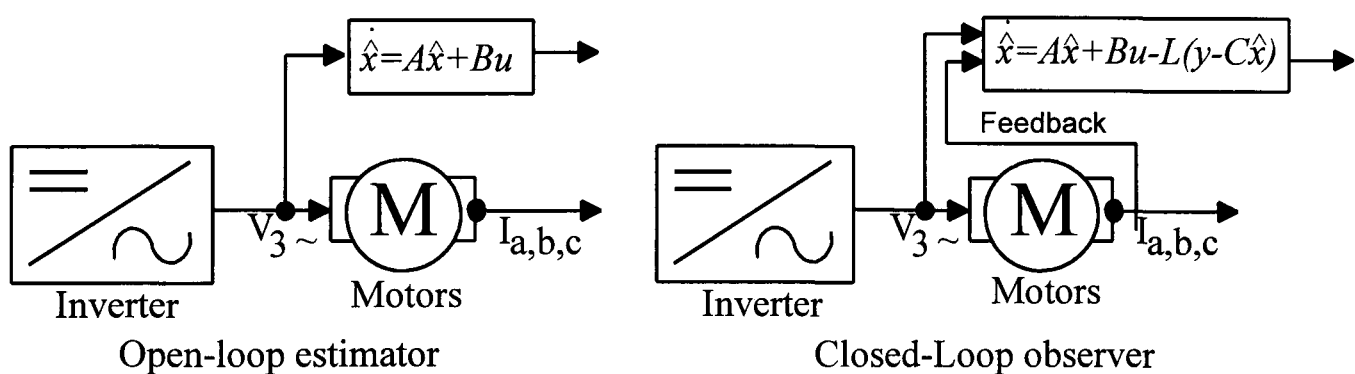 x̂̇=Ax̂+Bu
V3 ~
M
Ia,b,c
Inverter
Motors
Open-loop estimator
x̂̇=Ax̂+Bu-L(y-Cx̂)
Feedback
V3 ~
M
Ia,b,c
Inverter
Motors
Closed-Loop observer